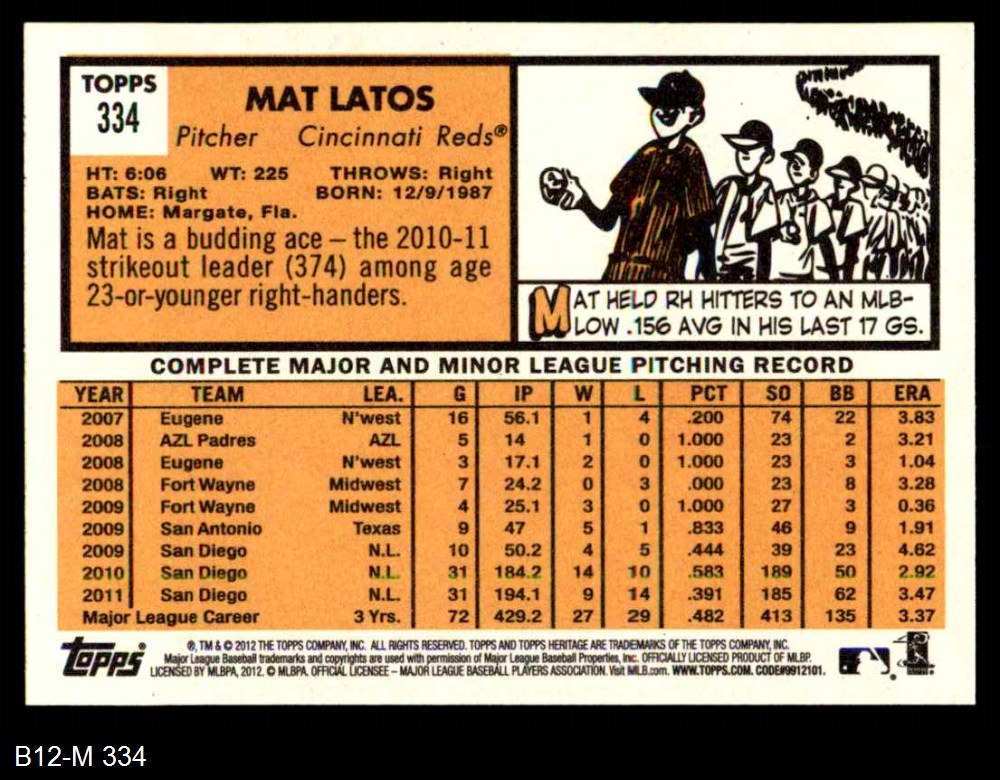 TOPPS
334
MAT LATOS
Pitcher Cincinnati Reds®
HT: 6:06 WT: 225 THROWS: Right
BATS: Right BORN: 12/9/1987
HOME: Margate, Fla.
Mat is a budding ace – the 2010-11
strikeout leader (374) among age
23-or-younger right-handers.
MAT HELD RH HITTERS TO AN MLB-
LOW .156 AVG IN HIS LAST 17 GS.
COMPLETE MAJOR AND MINOR LEAGUE PITCHING RECORD
YEAR TEAM LEA. G IP W L PCT SO BB ERA
2007 Eugene N'west 16 56.1 1 4 .200 74 22 3.83
2008 AZL Padres AZL 5 14 1 0 1.000 23 2 3.21
2008 Eugene N'west 3 17.1 2 0 1.000 23 3 1.04
2008 Fort Wayne Midwest 7 24.2 0 3 .000 23 8 3.28
2009 Fort Wayne Midwest 4 25.1 3 0 1.000 27 3 0.36
2009 San Antonio Texas 9 47 5 1 .833 46 9 1.91
2009 San Diego N.L. 10 50.2 4 5 .444 39 23 4.62
2010 San Diego N.L. 31 184.2 14 10 .583 189 50 2.92
2011 San Diego N.L. 31 194.1 9 14 .391 185 62 3.47
Major League Career 3 Yrs. 72 429.2 27 29 .482 413 135 3.37
Topps
®, TM & © 2012 THE TOPPS COMPANY, INC. ALL RIGHTS RESERVED. TOPPS AND TOPPS HERITAGE ARE TRADEMARKS OF THE TOPPS COMPANY, INC.
Major League Baseball trademarks and copyrights are used with permission of Major League Baseball Properties, Inc. OFFICIALLY LICENSED PRODUCT OF MLBP.
LICENSED BY MLBPA, 2012. © MLBPA. OFFICIAL LICENSEE – MAJOR LEAGUE BASEBALL PLAYERS ASSOCIATION. Visit MLB.com. WWW.TOPPS.COM. CODE#9912101.
B12-M 334